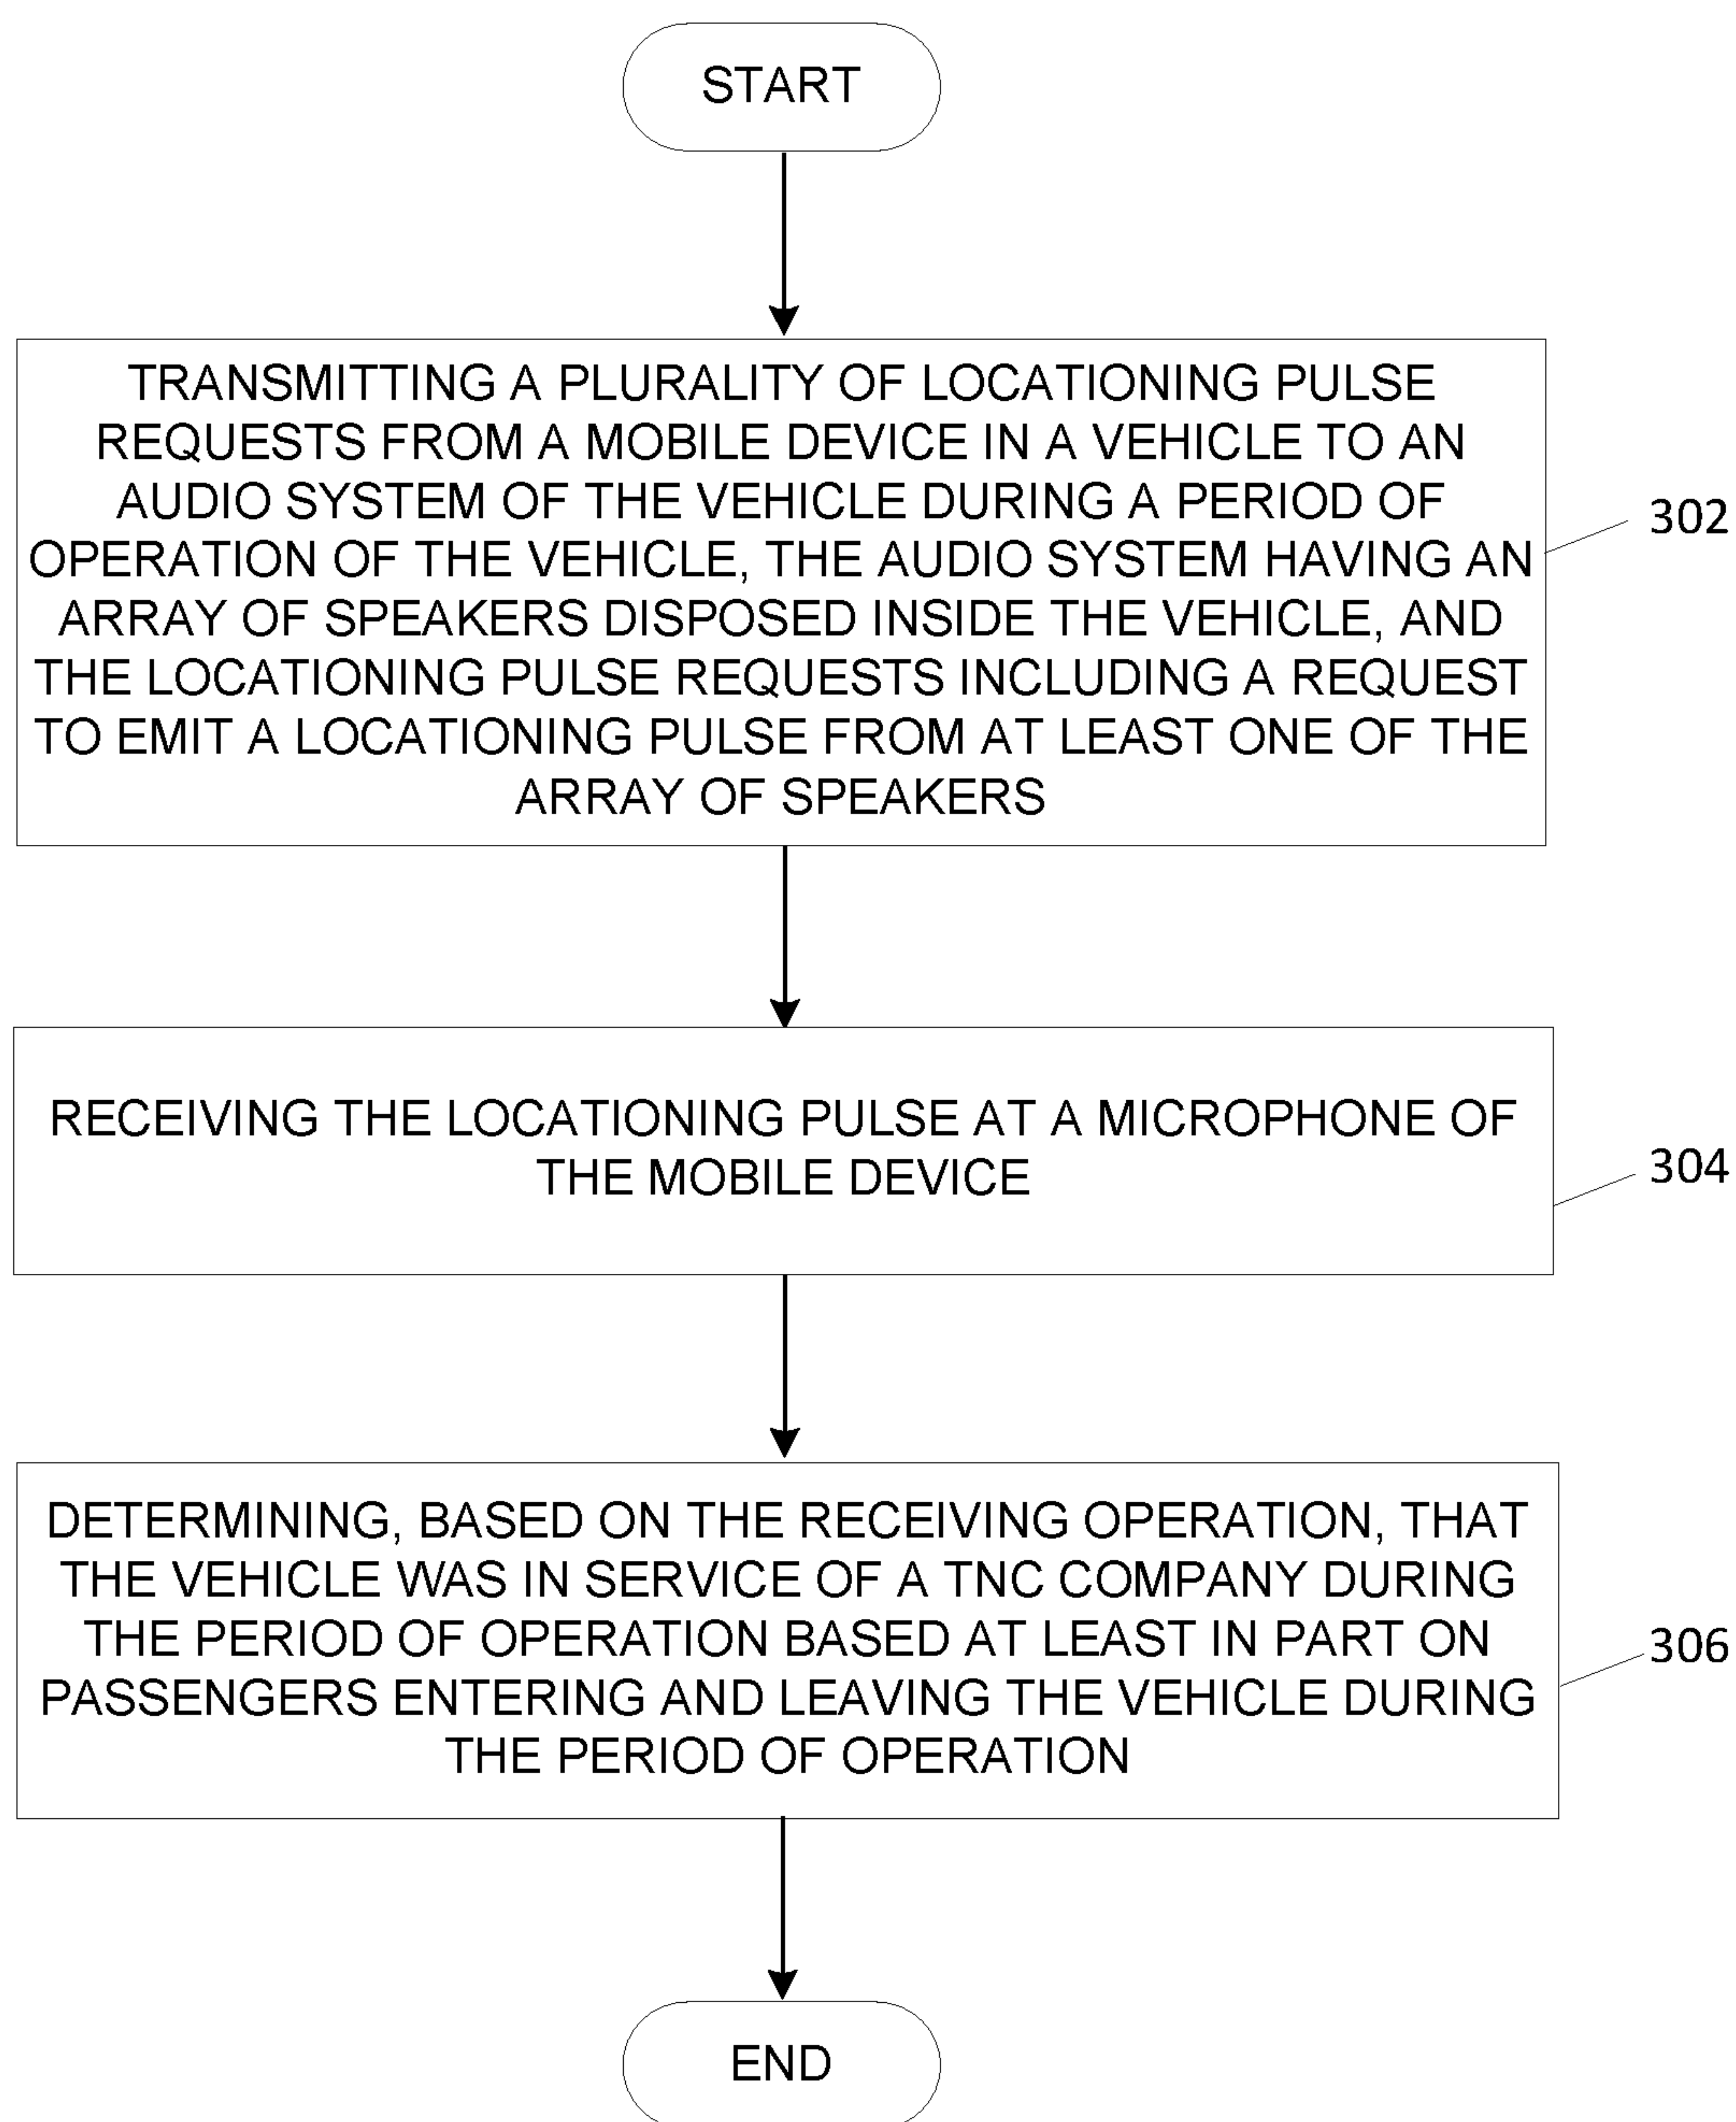 START
TRANSMITTING A PLURALITY OF LOCATIONING PULSE
REQUESTS FROM A MOBILE DEVICE IN A VEHICLE TO AN
AUDIO SYSTEM OF THE VEHICLE DURING A PERIOD OF
OPERATION OF THE VEHICLE, THE AUDIO SYSTEM HAVING AN
ARRAY OF SPEAKERS DISPOSED INSIDE THE VEHICLE, AND
THE LOCATIONING PULSE REQUESTS INCLUDING A REQUEST
TO EMIT A LOCATIONING PULSE FROM AT LEAST ONE OF THE
ARRAY OF SPEAKERS
302
RECEIVING THE LOCATIONING PULSE AT A MICROPHONE OF
THE MOBILE DEVICE
304
DETERMINING, BASED ON THE RECEIVING OPERATION, THAT
THE VEHICLE WAS IN SERVICE OF A TNC COMPANY DURING
THE PERIOD OF OPERATION BASED AT LEAST IN PART ON
PASSENGERS ENTERING AND LEAVING THE VEHICLE DURING
THE PERIOD OF OPERATION
306
END